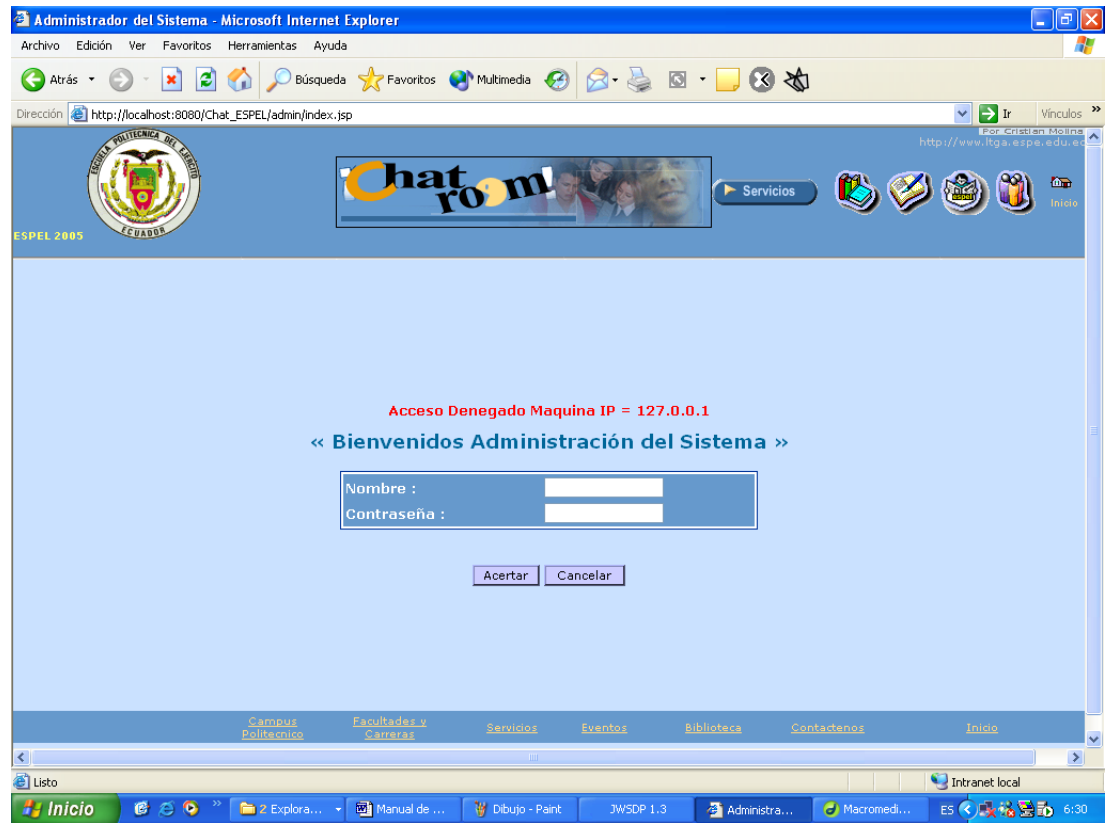 Administrador del Sistema - Microsoft Internet Explorer
Archivo Edición Ver Favoritos Herramientas Ayuda
Atrás Búsqueda Favoritos Multimedia
Dirección http://localhost:8080/Chat_ESPEL/admin/index.jsp Ir Vínculos »
Por Cristian Molina
http://www.ltga.espe.edu.ec
ESCUELA POLITECNICA DEL EJERCITO
ECUADOR
Chat room!
Servicios
espel
Inicio
ESPEL 2005
Acceso Denegado Maquina IP = 127.0.0.1
« Bienvenidos Administración del Sistema »
Nombre :
Contraseña :
Acertar Cancelar
Campus Politecnico
Facultades y Carreras
Servicios
Eventos
Biblioteca
Contactenos
Inicio
Listo Intranet local
Inicio » 2 Explora... Manual de ... Dibujo - Paint JWSDP 1.3 Administra... Macromedi... ES 6:30